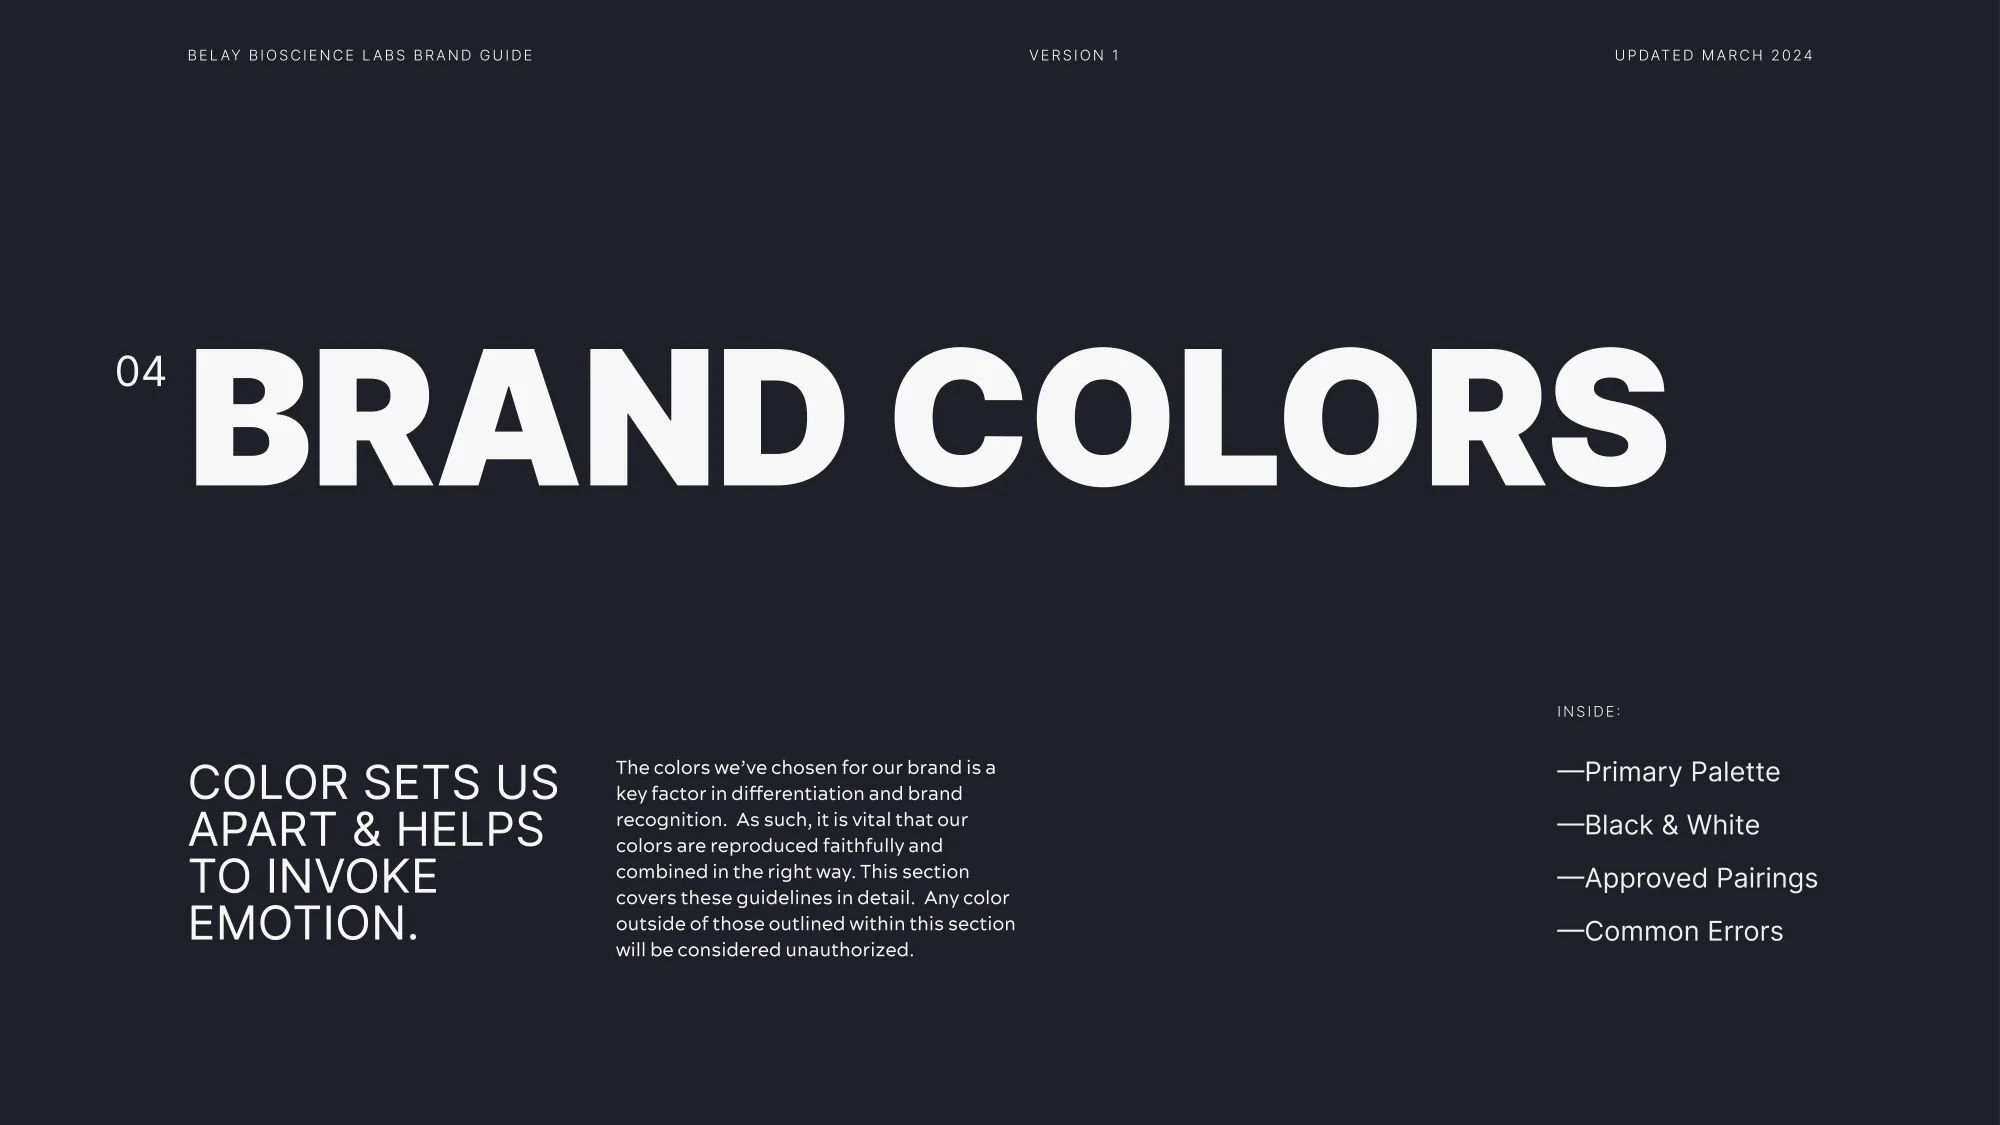 BELAY BIOSCIENCE LABS BRAND GUIDE
VERSION 1
UPDATED MARCH 2024
04
BRAND COLORS
COLOR SETS US
APART & HELPS
TO INVOKE
EMOTION.
The colors we’ve chosen for our brand is a
key factor in differentiation and brand
recognition.  As such, it is vital that our
colors are reproduced faithfully and
combined in the right way. This section
covers these guidelines in detail.  Any color
outside of those outlined within this section
will be considered unauthorized.
INSIDE:
—Primary Palette
—Black & White
—Approved Pairings
—Common Errors